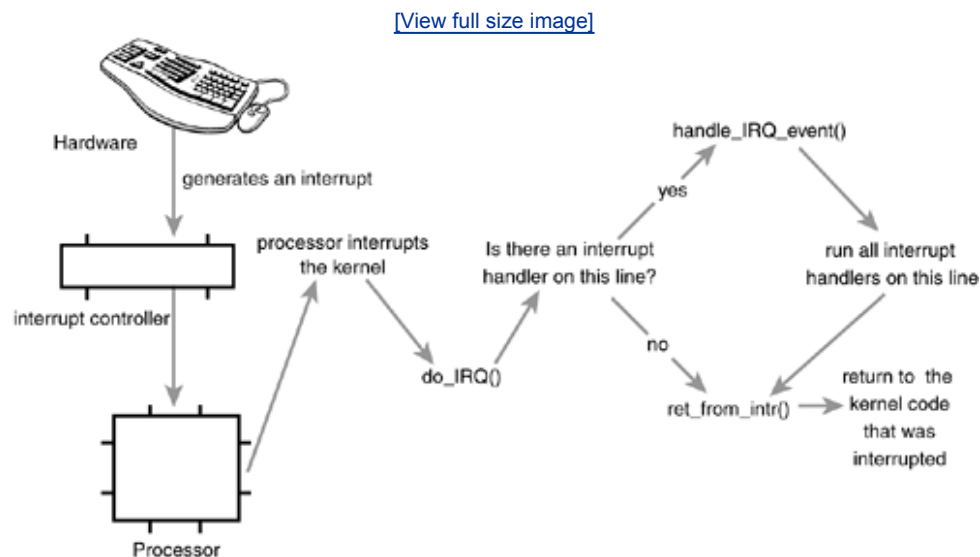 [View full size image]
Hardware
generates an interrupt
interrupt controller
Processor
processor interrupts
the kernel
do_IRQ()
Is there an interrupt
handler on this line?
yes
no
handle_IRQ_event()
run all interrupt
handlers on this line
ret_from_intr()
return to the
kernel code
that was
interrupted